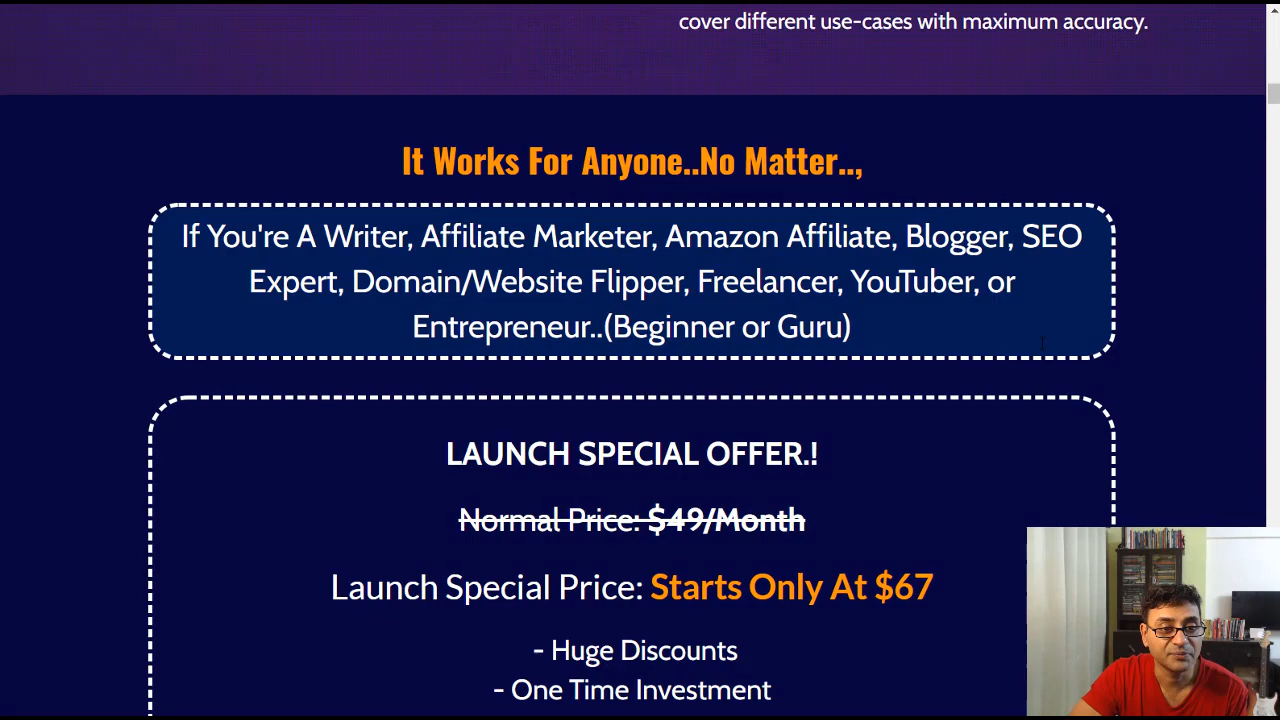 cover different use-cases with maximum accuracy.
It Works For Anyone..No Matter..,
If You're A Writer, Affiliate Marketer, Amazon Affiliate, Blogger, SEO
Expert, Domain/Website Flipper, Freelancer, YouTuber, or
Entrepreneur..(Beginner or Guru)
LAUNCH SPECIAL OFFER.!
Normal Price: $49/Month
Launch Special Price: Starts Only At $67
- Huge Discounts
- One Time Investment